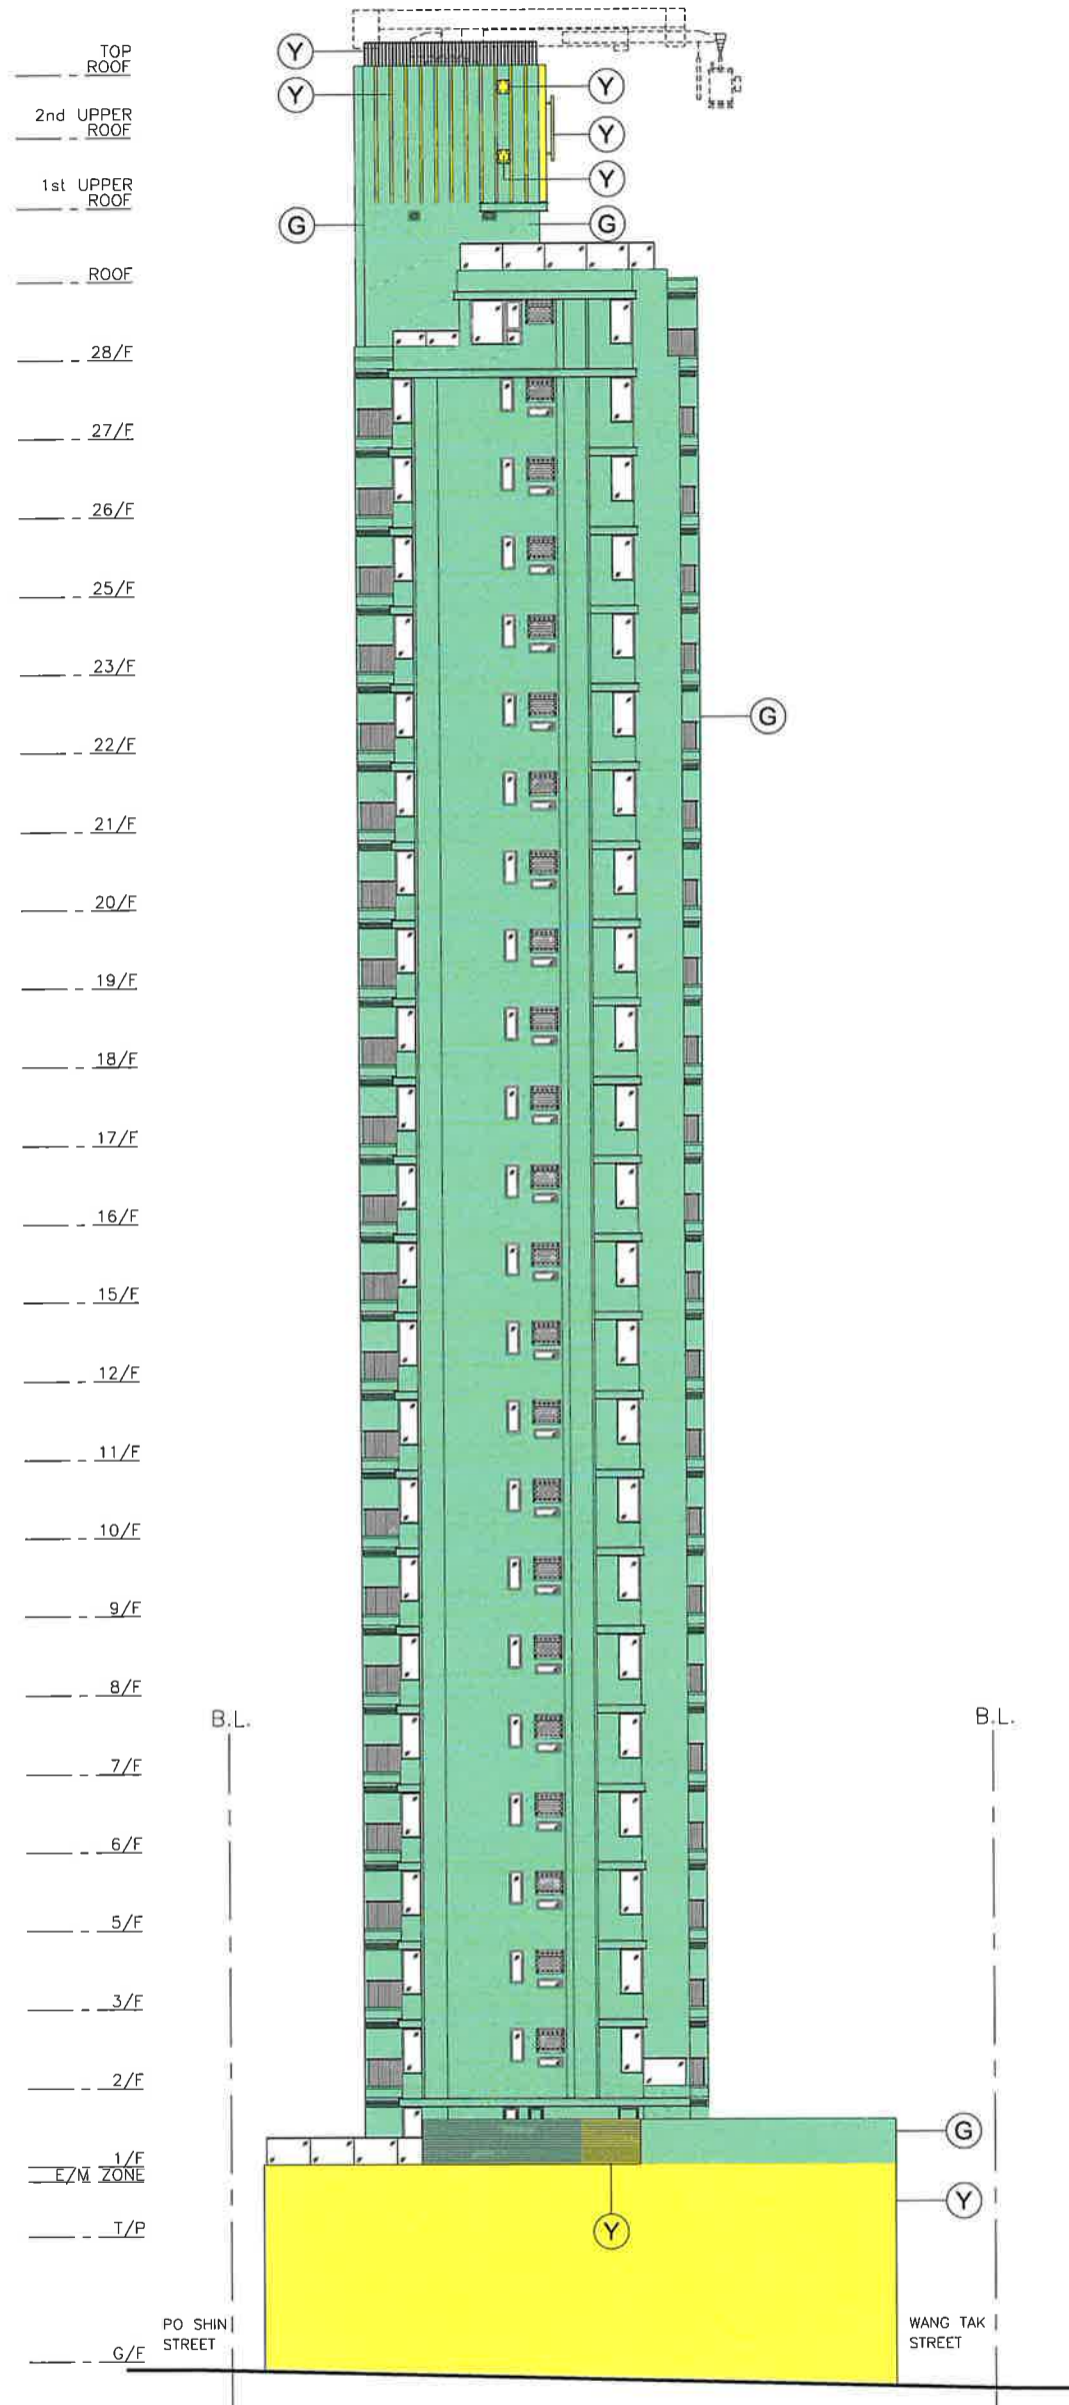 TOP
ROOF
Y
Y
Y
2nd UPPER
ROOF
Y
1st UPPER
ROOF
Y
G
G
ROOF
28/F
27/F
26/F
25/F
23/F
G
22/F
21/F
20/F
19/F
18/F
17/F
16/F
15/F
12/F
11/F
10/F
9/F
8/F
B.L.
B.L.
7/F
6/F
5/F
3/F
2/F
G
1/F
E/M ZONE
Y
T/P
Y
PO SHIN
STREET
WANG TAK
STREET
G/F